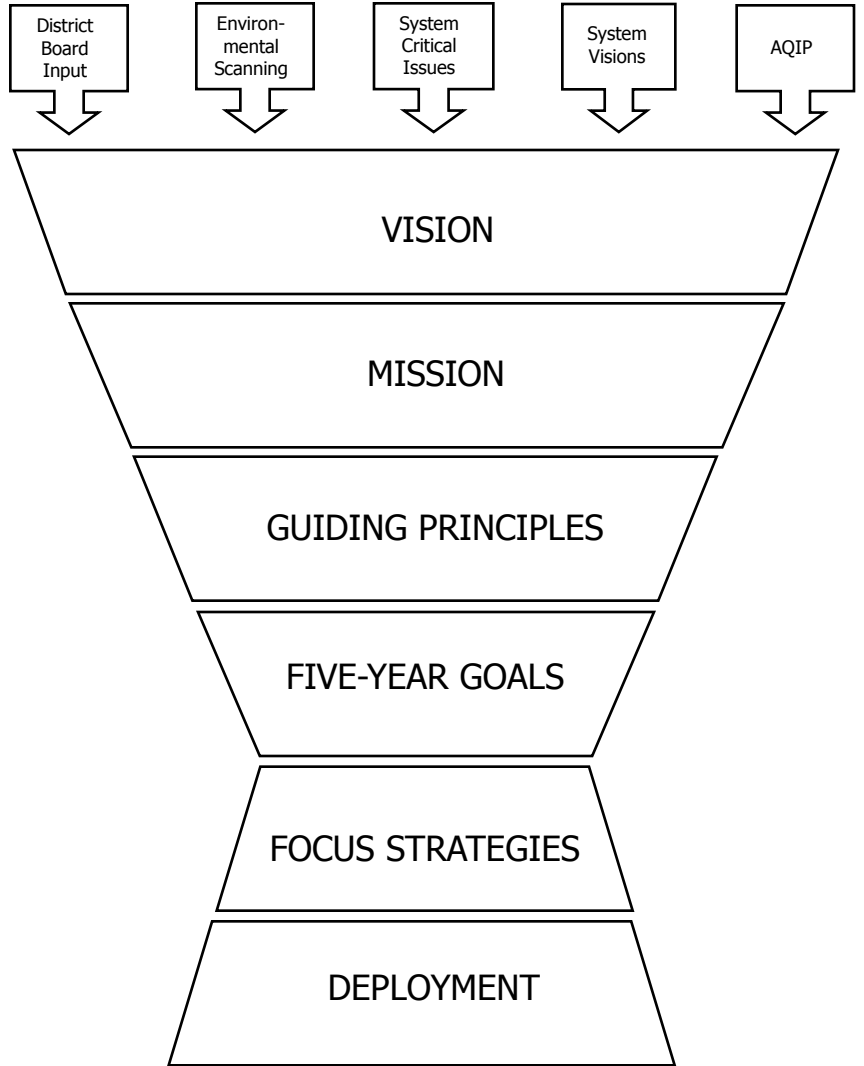 District
Board
Input
Environ-
mental
Scanning
System
Critical
Issues
System
Visions
AQIP
VISION
MISSION
GUIDING PRINCIPLES
FIVE-YEAR GOALS
FOCUS STRATEGIES
DEPLOYMENT